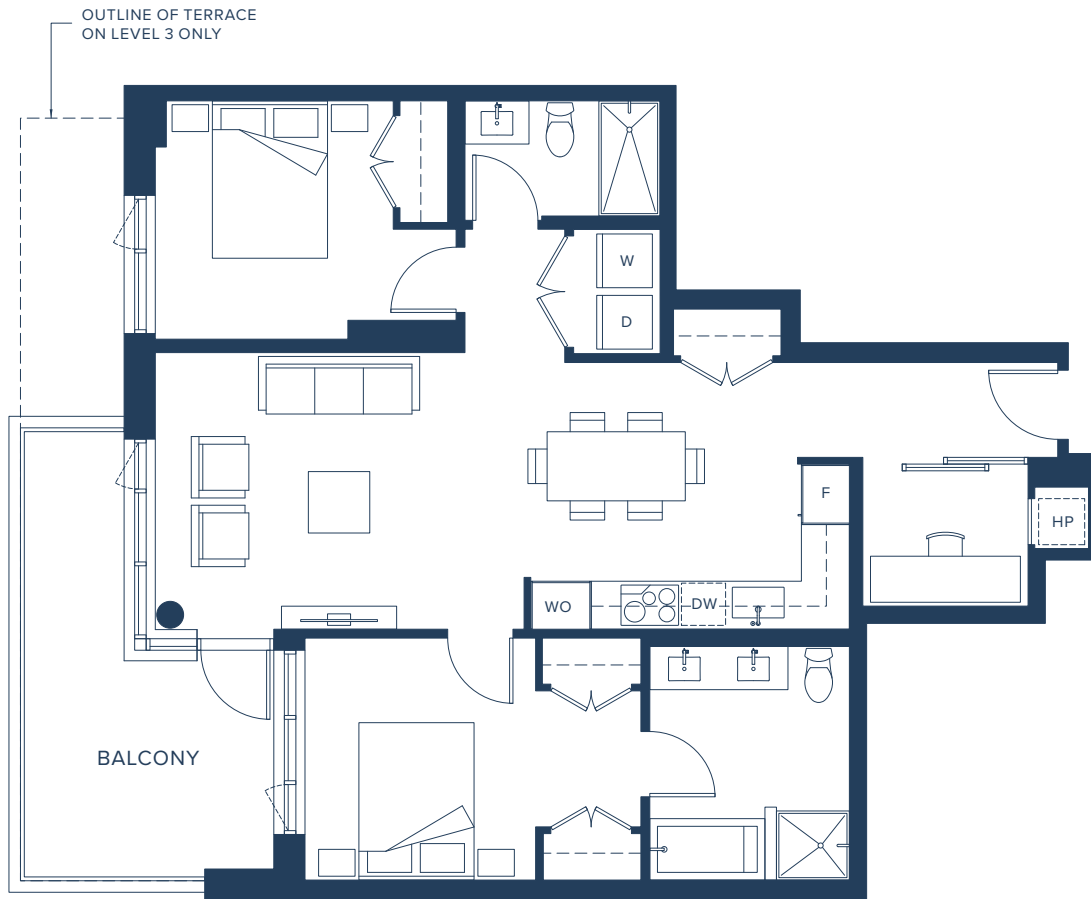 OUTLINE OF TERRACE
ON LEVEL 3 ONLY
W
D
F
HP
WO
DW
BALCONY